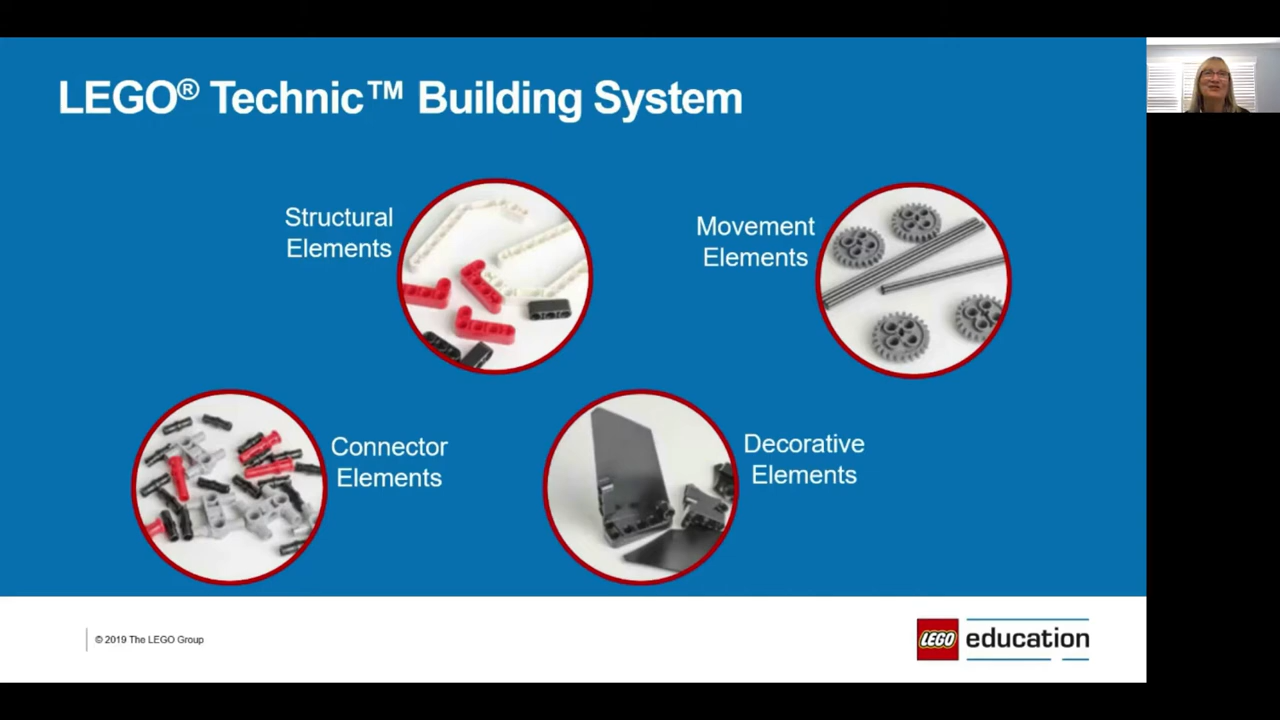 LEGO® Technic™ Building System
Structural
Elements
Movement
Elements
Connector
Elements
Decorative
Elements
© 2019 The LEGO Group
LEGO education